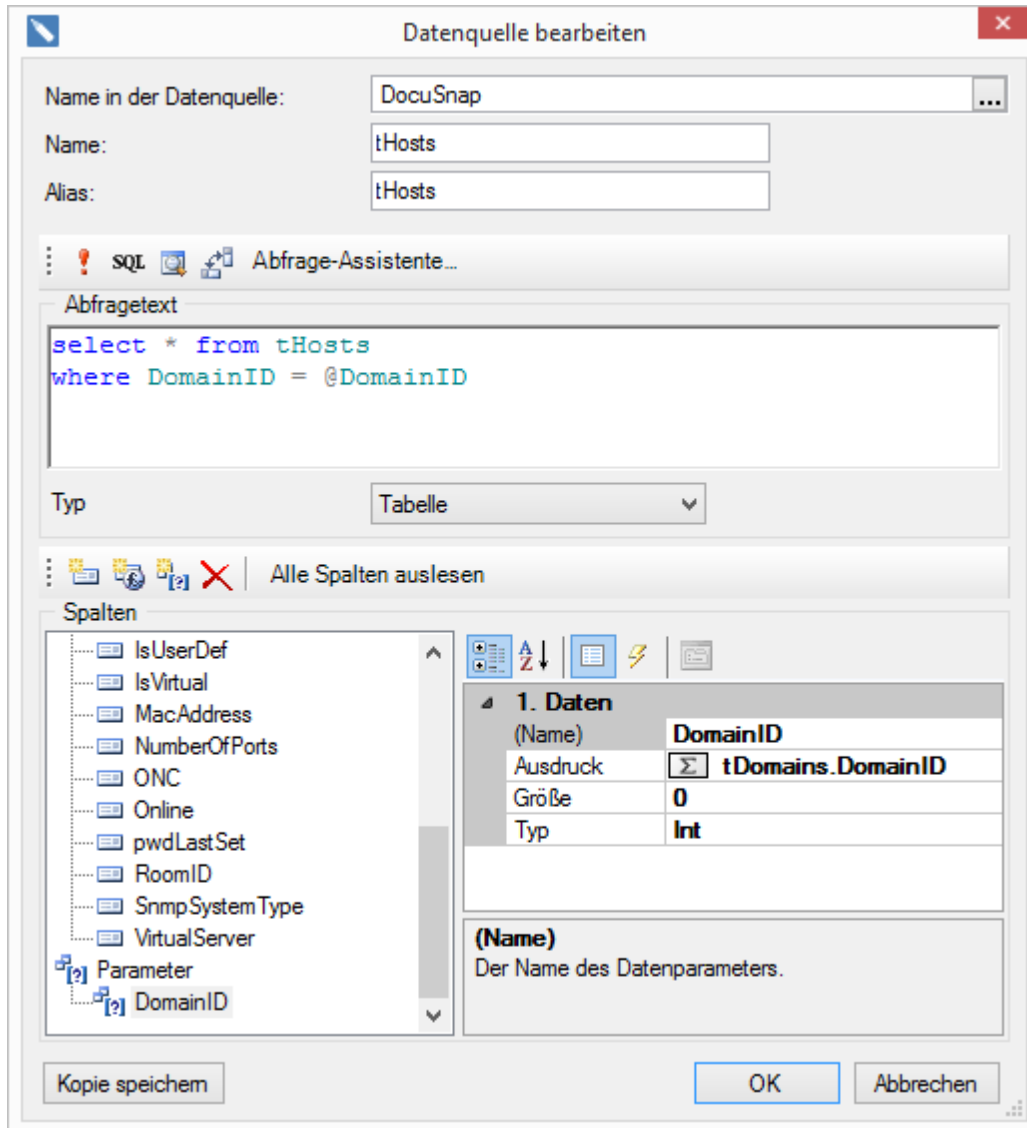 Datenquelle bearbeiten
Name in der Datenquelle: DocuSnap ...
Name: tHosts
Alias: tHosts
SQL Abfrage-Assistente...
Abfragetext
select * from tHosts
where DomainID = @DomainID
Typ Tabelle
Alle Spalten auslesen
Spalten
IsUserDef
IsVirtual
MacAddress
NumberOfPorts
ONC
Online
pwdLastSet
RoomID
SnmpSystemType
VirtualServer
[?] Parameter
[?] DomainID
A
Z
1. Daten
(Name) DomainID
Ausdruck Σ tDomains.DomainID
Größe 0
Typ Int
(Name)
Der Name des Datenparameters.
Kopie speichern OK Abbrechen